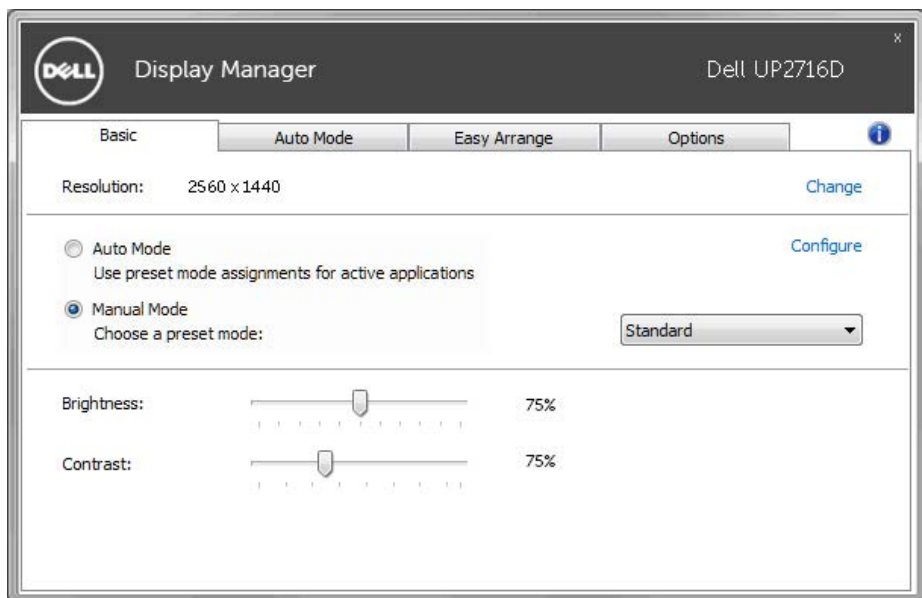 DELL
Display Manager
Dell UP2716D
x
Basic
Auto Mode
Easy Arrange
Options
i
Resolution: 2560 x 1440 Change
Auto Mode Configure
Use preset mode assignments for active applications
Manual Mode
Choose a preset mode: Standard
Brightness: 75%
Contrast: 75%